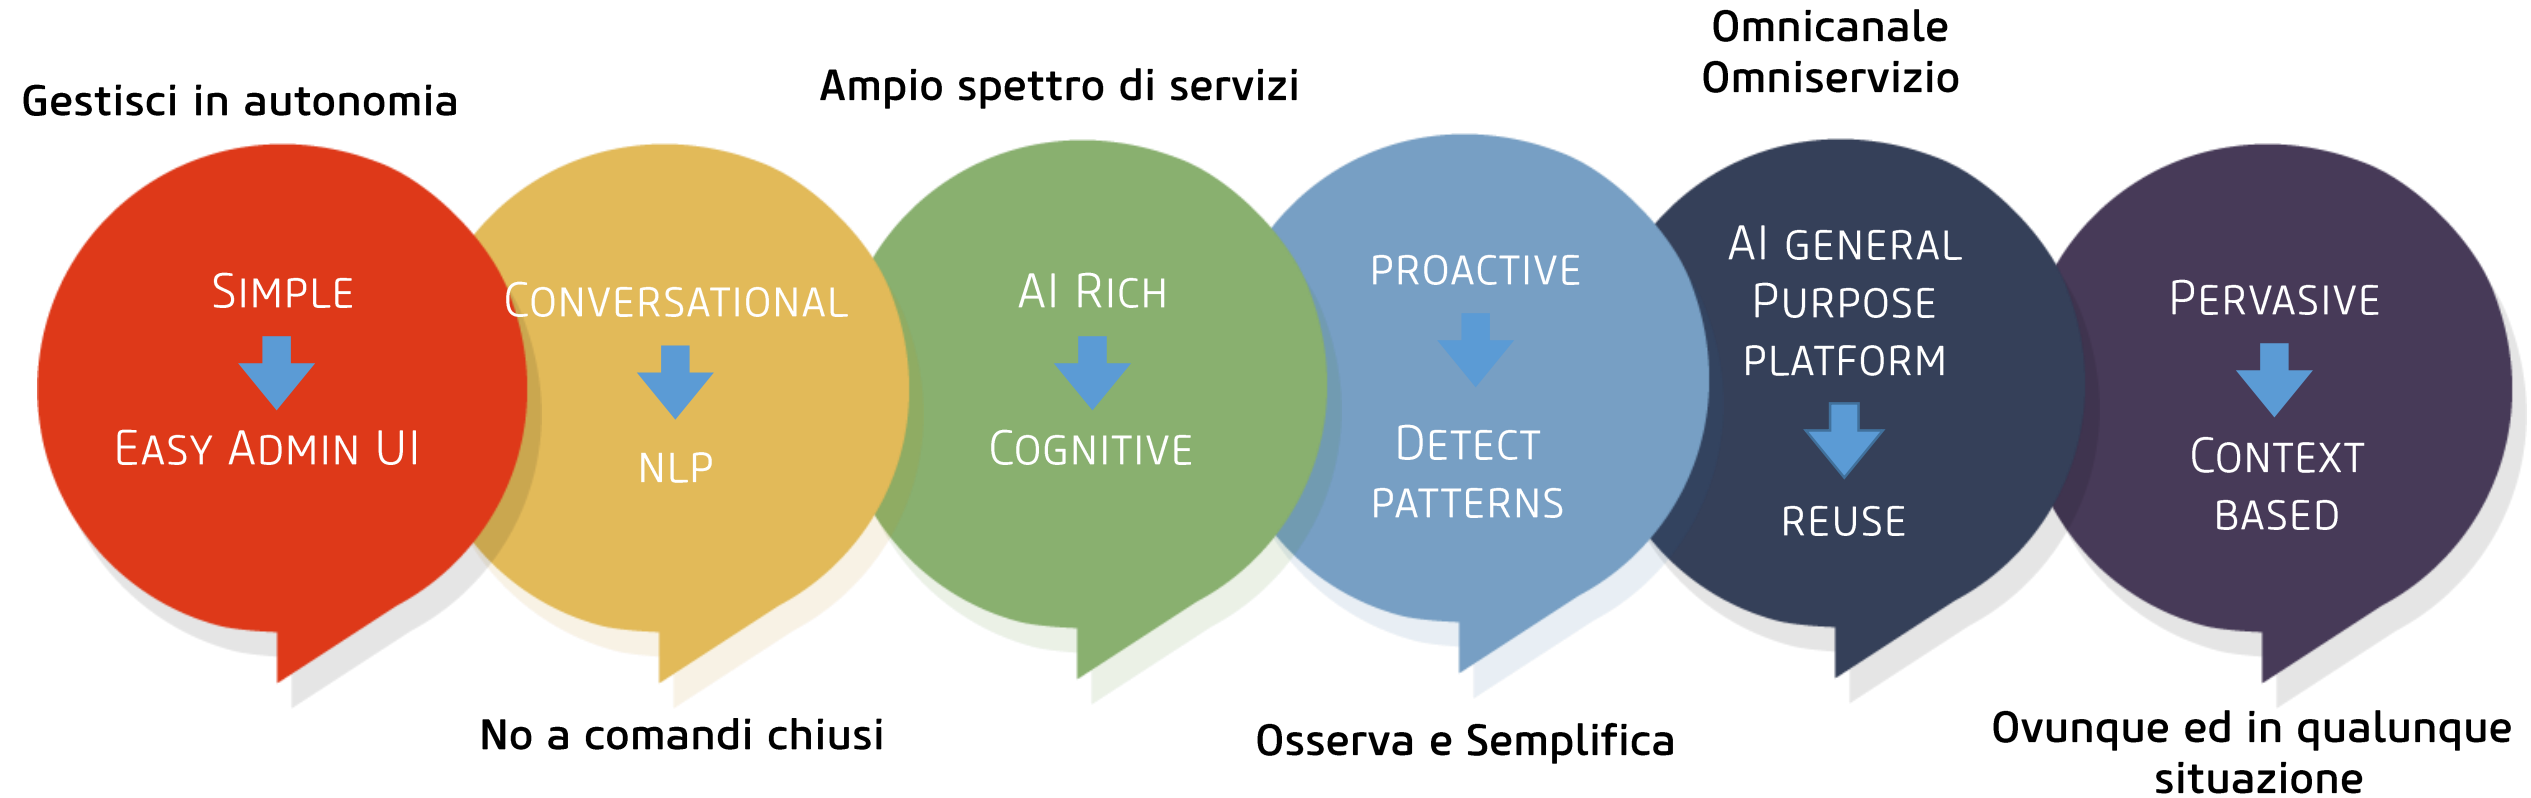 Gestisci in autonomia
SIMPLE
EASY ADMIN UI
CONVERSATIONAL
NLP
No a comandi chiusi
Ampio spettro di servizi
AI RICH
COGNITIVE
PROACTIVE
DETECT
PATTERNS
Osserva e Semplifica
Omnicanale
Omniservizio
AI GENERAL
PURPOSE
PLATFORM
REUSE
PERVASIVE
CONTEXT
BASED
Ovunque ed in qualunque
situazione